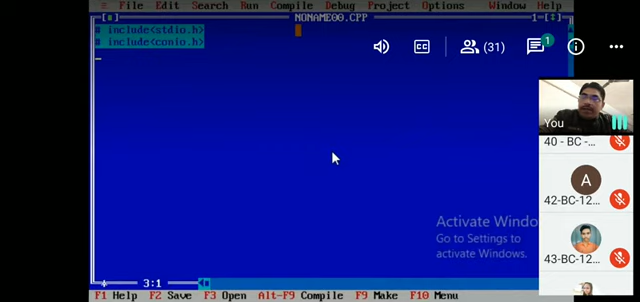 ≡ File Edit Search Run Compile Debug Project Options Window Help
[■] NONAME00.CPP 1=[↕]
# include<stdio.h>
# include<conio.h>
(31)
1
You
40 - BC -...
A
42-BC-12...
43-BC-12...
Activate Windo
Go to Settings to
activate Windows.
3:1
F1 Help F2 Save F3 Open Alt-F9 Compile F9 Make F10 Menu